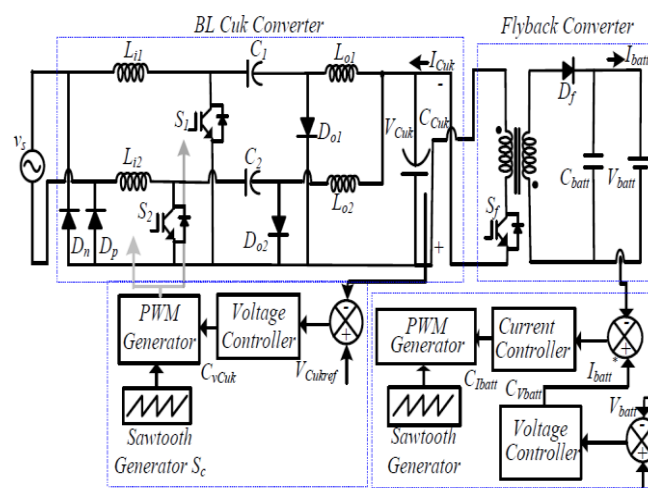 BL Cuk Converter
Flyback Converter
L_i1
C_1
L_o1
I_Cuk
-
I_batt
D_f
v_s
S_1
D_o1
V_Cuk
C_Cuk
C_batt
V_batt
L_i2
C_2
L_o2
S_2
D_o2
S_f
D_n
D_p
+
PWM
Generator
Voltage
Controller
-
+
C_vCuk
V_Cukref
Sawtooth
Generator S_c
PWM
Generator
Current
Controller
-
+
*
I_batt
C_Ibatt
C_Vbatt
Sawtooth
Generator
Voltage
Controller
V_batt
-
+